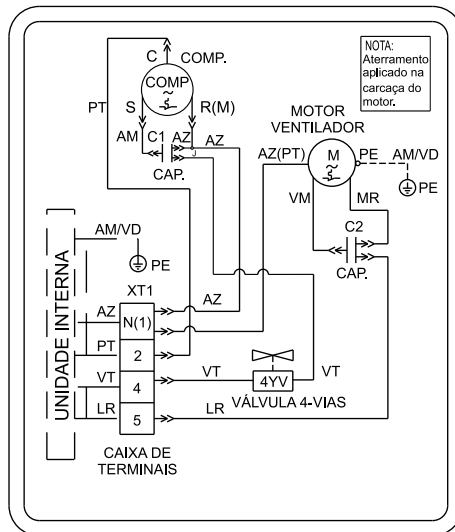 C
COMP.
NOTA:
Aterramento
aplicado na
carcaça do
motor.
COMP
~
PT
S
R(M)
MOTOR
VENTILADOR
AM
C1
AZ
AZ
CAP.
AZ(PT)
M
~
PE
AM/VD
PE
VM
MR
C2
CAP.
AM/VD
PE
UNIDADE INTERNA
XT1
AZ
AZ
N(1)
PT
2
VT
4
VT
4YV
VT
VÁLVULA 4-VIAS
LR
5
LR
CAIXA DE
TERMINAIS